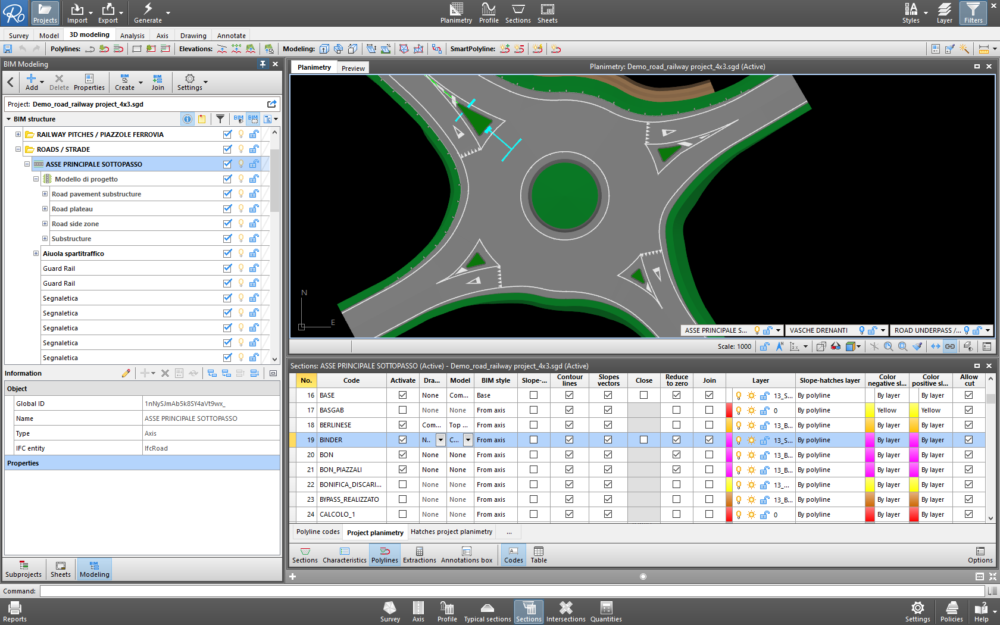 Ro
Projects
Import
Export
Generate
Planimetry
Profile
Sections
Sheets
Styles
Layer
Filters
Survey
Model
3D modeling
Analysis
Axis
Drawing
Annotate
Polylines:
Elevations:
Modeling:
SmartPolyline:
BIM Modeling
Add
Delete
Properties
BIM
Create
BIM
Join
Settings
Project: Demo_road_railway project_4x3.sgd
BIM structure
BIM
BIM
RAILWAY PITCHES / PIAZZOLE FERROVIA
ROADS / STRADE
ASSE PRINCIPALE SOTTOPASSO
Modello di progetto
Road pavement substructure
Road plateau
Road side zone
Substructure
Aiuola spartitraffico
Guard Rail
Guard Rail
Segnaletica
Segnaletica
Segnaletica
Segnaletica
Segnaletica
Information
Object
Global ID 1nNySJmAb5k8SY4aVt9wx_
Name ASSE PRINCIPALE SOTTOPASSO
Type Axis
IFC entity IfcRoad
Properties
Subprojects
Sheets
BIM
Modeling
Planimetry
Preview
Planimetry: Demo_road_railway project_4x3.sgd (Active)
N
E
ASSE PRINCIPALE S...
VASCHE DRENANTI
ROAD UNDERPASS /...
Scale: 1000
Sections: ASSE PRINCIPALE SOTTOPASSO (Active) - Demo_road_railway project_4x3.sgd (Active)
No. Code Activate Dra... Model BIM style Slope-... Contour lines Slopes vectors Close Reduce to zero Join Layer Slope-hatches layer Color negative sl... Color positive sl... Allow cut
16 BASE None Com... Base 13_S... By polyline By layer By layer
17 BASGAB None None From axis 0 By polyline Yellow Yellow
18 BERLINESE Com... Top ... From axis 13_B... By polyline By layer By layer
19 BINDER N.. C... From axis 13_S... By polyline By layer By layer
20 BON None None From axis 13_B... By polyline By layer By layer
21 BON_PIAZZALI None None From axis 13_B... By polyline By layer By layer
22 BONIFICA_DISCARI... None None From axis 13_... By polyline By layer By layer
23 BYPASS_REALIZZATO None None From axis 13_B... By polyline By layer By layer
24 CALCOLO_1 None None From axis 0 By polyline By layer By layer
Polyline codes
Project planimetry
Hatches project planimetry
...
Sections
Characteristics
Polylines
Extractions
Annotations box
Codes
Table
Options
Command:
Reports
Survey
Axis
Profile
Typical sections
Sections
Intersections
Quantities
Settings
Policies
Help